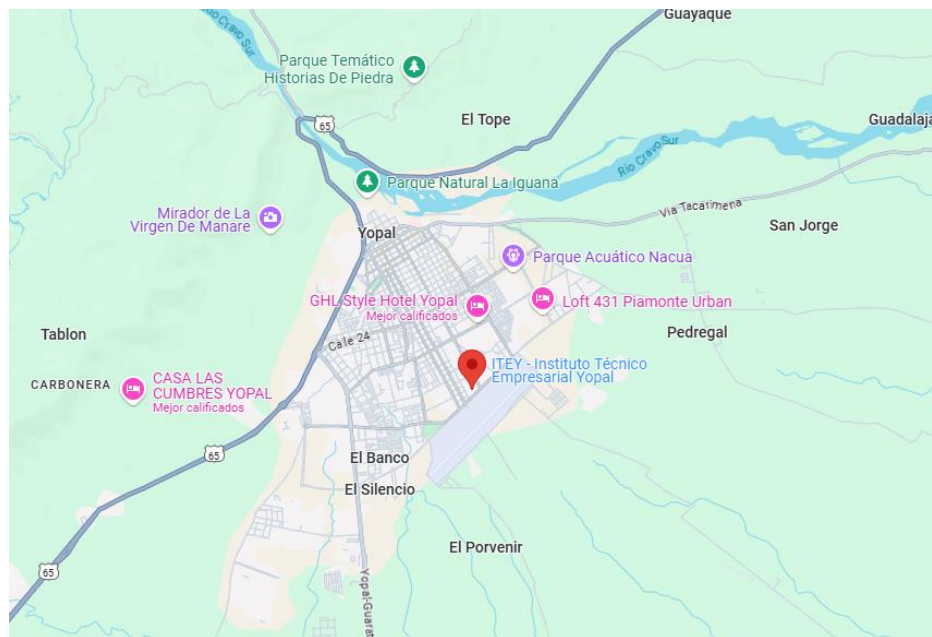 Guayaque
Río Cravo Sur
Parque Temático
Historias De Piedra
65
El Tope
Guadalaja
Río Cravo Sur
Parque Natural La Iguana
Vía Tacarimena
Mirador de La
Virgen De Manare
San Jorge
Yopal
Parque Acuático Nacua
GHL Style Hotel Yopal
Mejor calificados
Loft 431 Piamonte Urban
Tablon
Calle 24
Pedregal
ITEY - Instituto Técnico
Empresarial Yopal
CARBONERA
CASA LAS
CUMBRES YOPAL
Mejor calificados
65
El Banco
El Silencio
El Porvenir
65
Yopal-Guarat